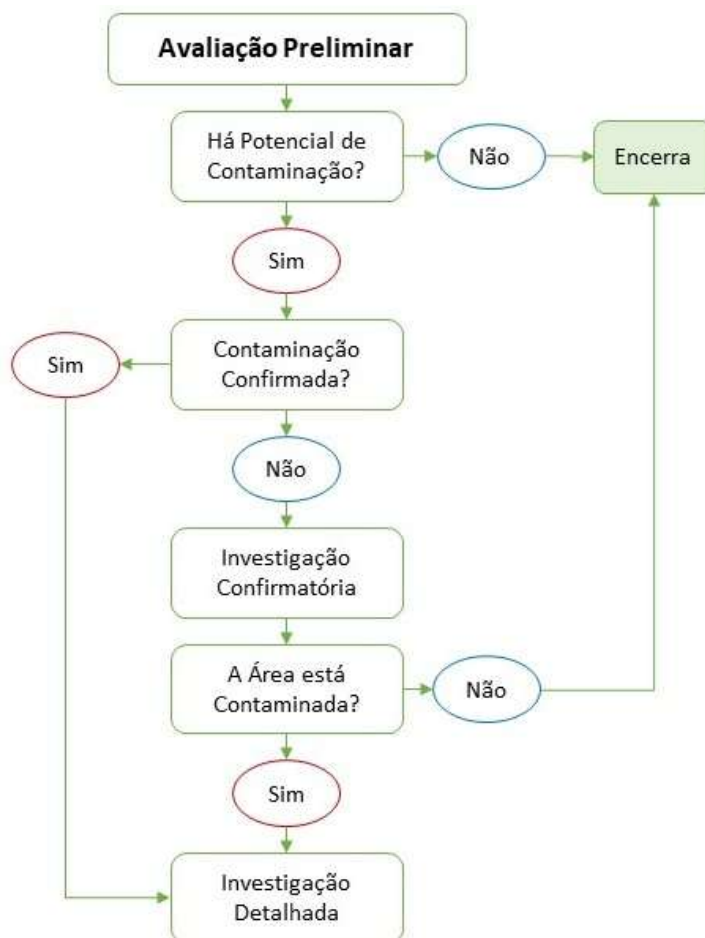 Avaliação Preliminar
Há Potencial de
Contaminação?
Não
Encerra
Sim
Contaminação
Confirmada?
Sim
Não
Investigação
Confirmatória
A Área está
Contaminada?
Não
Sim
Investigação
Detalhada